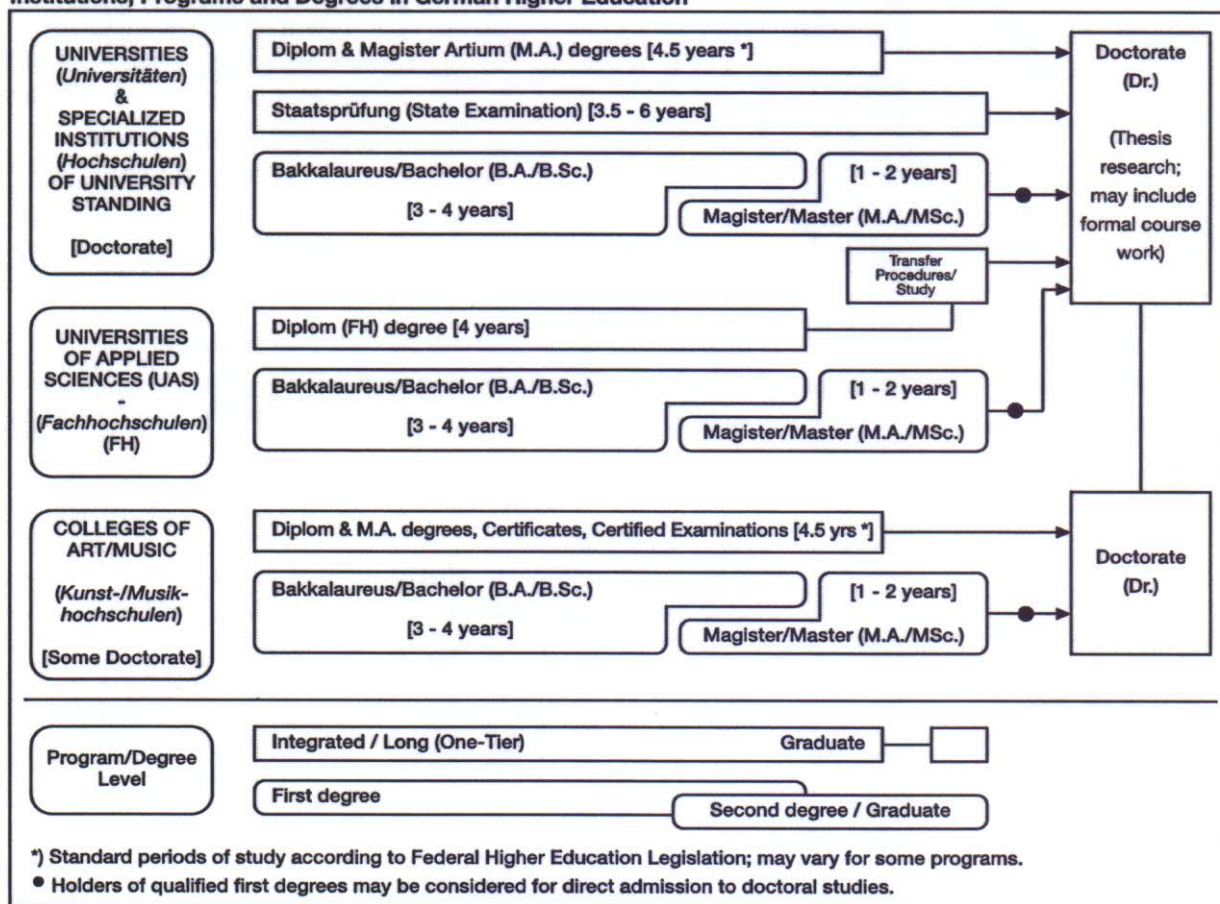 Institutions, Programs and Degrees in German Higher Education
UNIVERSITIES
(Universitäten)
&
SPECIALIZED
INSTITUTIONS
(Hochschulen)
OF UNIVERSITY
STANDING
[Doctorate]
Diplom & Magister Artium (M.A.) degrees [4.5 years *]
Staatsprüfung (State Examination) [3.5 - 6 years]
Bakkalaureus/Bachelor (B.A./B.Sc.)
[3 - 4 years]
[1 - 2 years]
Magister/Master (M.A./MSc.)
Transfer
Procedures/
Study
Doctorate
(Dr.)
(Thesis
research;
may include
formal course
work)
UNIVERSITIES
OF APPLIED
SCIENCES (UAS)
-
(Fachhochschulen)
(FH)
Diplom (FH) degree [4 years]
Bakkalaureus/Bachelor (B.A./B.Sc.)
[3 - 4 years]
[1 - 2 years]
Magister/Master (M.A./MSc.)
COLLEGES OF
ART/MUSIC
(Kunst-/Musik-
hochschulen)
[Some Doctorate]
Diplom & M.A. degrees, Certificates, Certified Examinations [4.5 yrs *]
Bakkalaureus/Bachelor (B.A./B.Sc.)
[3 - 4 years]
[1 - 2 years]
Magister/Master (M.A./MSc.)
Doctorate
(Dr.)
Program/Degree
Level
Integrated / Long (One-Tier) Graduate
First degree
Second degree / Graduate
*) Standard periods of study according to Federal Higher Education Legislation; may vary for some programs.
● Holders of qualified first degrees may be considered for direct admission to doctoral studies.